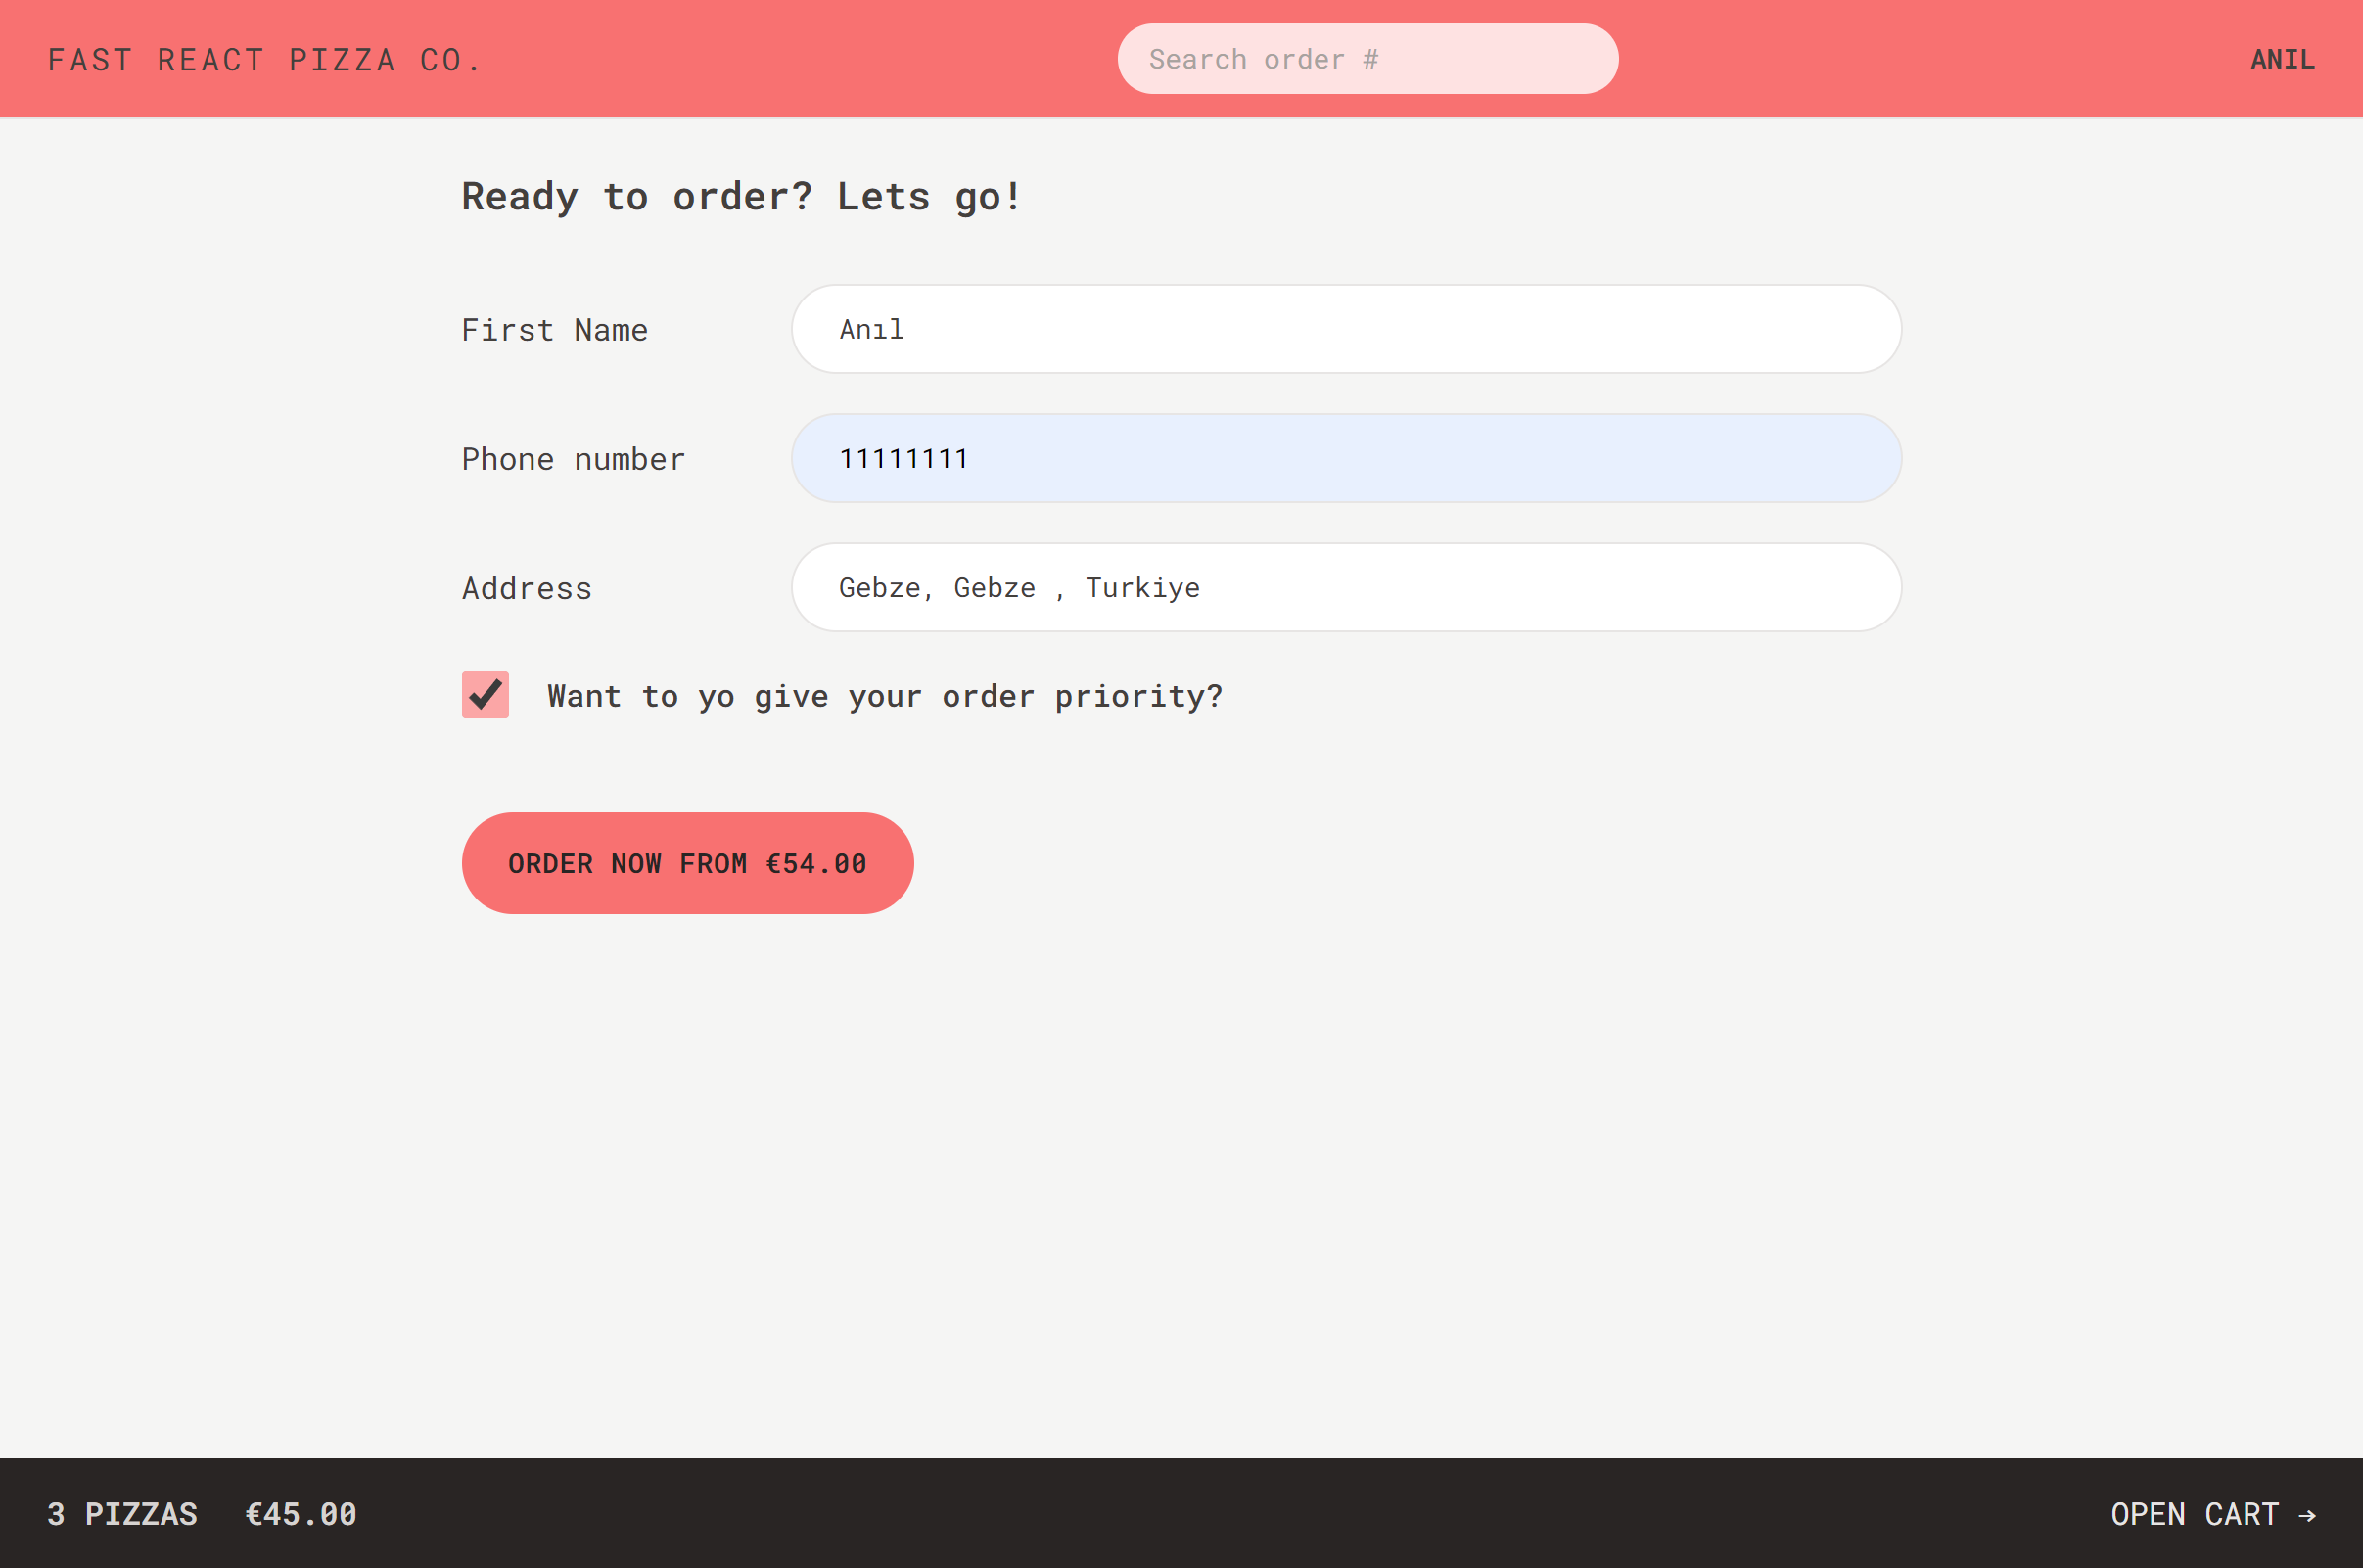 FAST REACT PIZZA CO.
Search order #
ANIL
Ready to order? Lets go!
First Name
Anıl
Phone number
11111111
Address
Gebze, Gebze , Turkiye
Want to yo give your order priority?
ORDER NOW FROM €54.00
3 PIZZAS €45.00
OPEN CART →